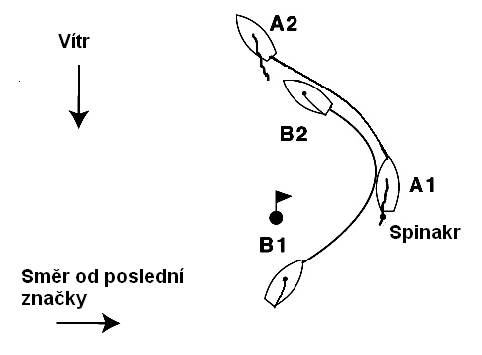 A2
Vítr
B2
A1
Spinakr
B1
Směr od poslední
značky